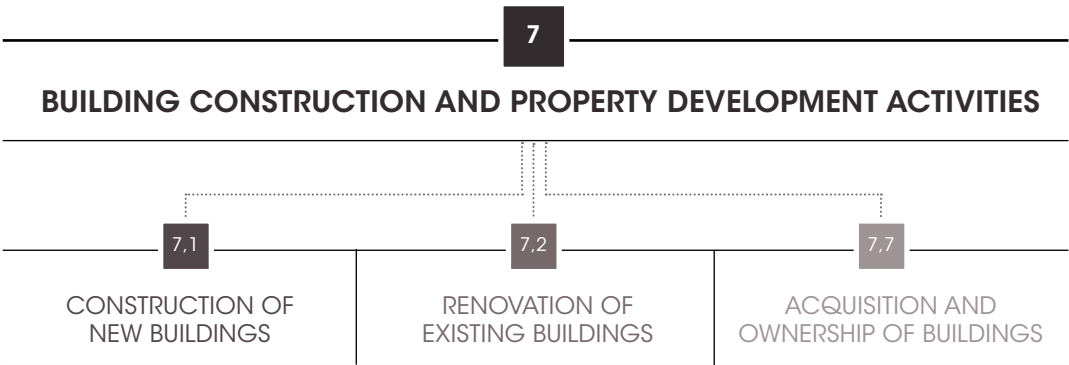 7
BUILDING CONSTRUCTION AND PROPERTY DEVELOPMENT ACTIVITIES
7,1
CONSTRUCTION OF
NEW BUILDINGS
7,2
RENOVATION OF
EXISTING BUILDINGS
7,7
ACQUISITION AND
OWNERSHIP OF BUILDINGS